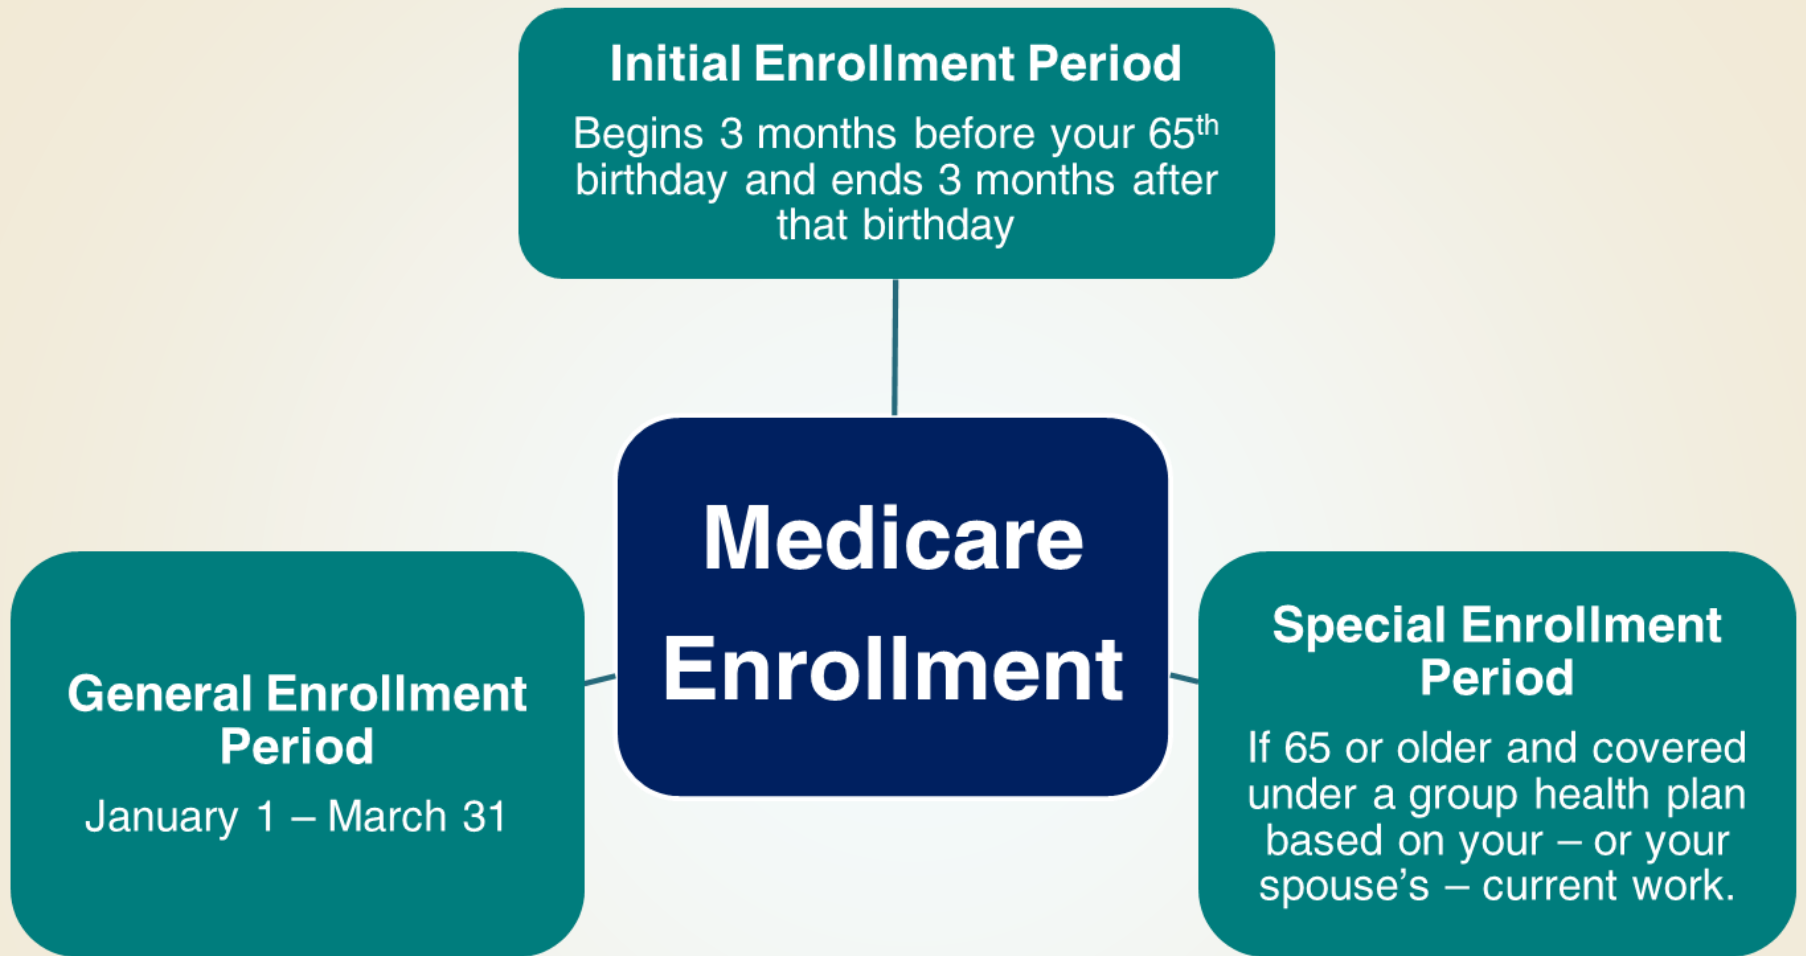 Initial Enrollment Period
Begins 3 months before your 65th
birthday and ends 3 months after
that birthday
Medicare
Enrollment
General Enrollment
Period
January 1 – March 31
Special Enrollment
Period
If 65 or older and covered
under a group health plan
based on your – or your
spouse’s – current work.